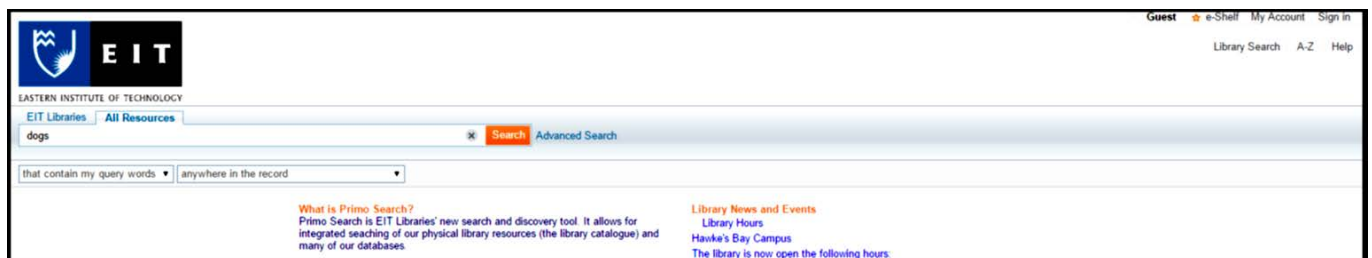 Guest e-Shelf My Account Sign in
Library Search A-Z Help
E I T
EASTERN INSTITUTE OF TECHNOLOGY
EIT Libraries All Resources
dogs Search Advanced Search
that contain my query words anywhere in the record
What is Primo Search?
Primo Search is EIT Libraries' new search and discovery tool. It allows for
integrated seaching of our physical library resources (the library catalogue) and
many of our databases.
Library News and Events
Library Hours
Hawke's Bay Campus
The library is now open the following hours: